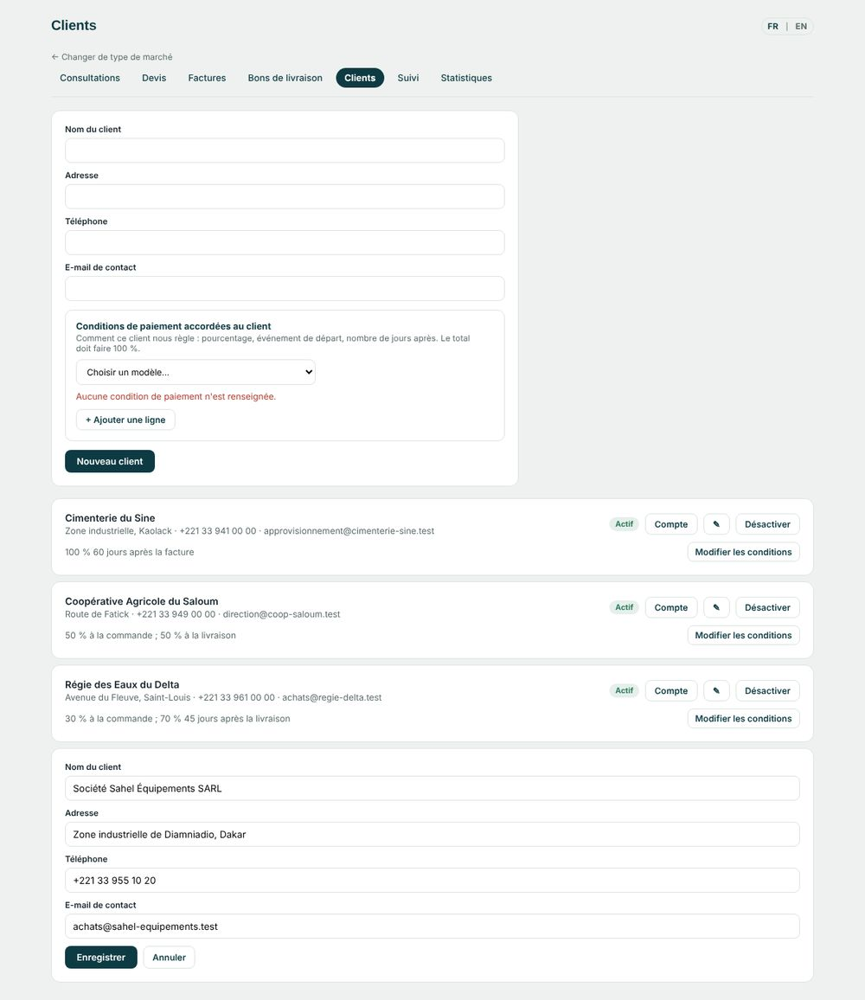 Clients
FR | EN
← Changer de type de marché
Consultations Devis Factures Bons de livraison Clients Suivi Statistiques
Nom du client
Adresse
Téléphone
E-mail de contact
Conditions de paiement accordées au client
Comment ce client nous règle : pourcentage, événement de départ, nombre de jours après. Le total
doit faire 100 %.
Choisir un modèle...
Aucune condition de paiement n'est renseignée.
+ Ajouter une ligne
Nouveau client
Cimenterie du Sine
Zone industrielle, Kaolack · +221 33 941 00 00 · approvisionnement@cimenterie-sine.test
Actif Compte ✎ Désactiver
100 % 60 jours après la facture
Modifier les conditions
Coopérative Agricole du Saloum
Route de Fatick · +221 33 949 00 00 · direction@coop-saloum.test
Actif Compte ✎ Désactiver
50 % à la commande ; 50 % à la livraison
Modifier les conditions
Régie des Eaux du Delta
Avenue du Fleuve, Saint-Louis · +221 33 961 00 00 · achats@regie-delta.test
Actif Compte ✎ Désactiver
30 % à la commande ; 70 % 45 jours après la livraison
Modifier les conditions
Nom du client
Société Sahel Équipements SARL
Adresse
Zone industrielle de Diamniadio, Dakar
Téléphone
+221 33 955 10 20
E-mail de contact
achats@sahel-equipements.test
Enregistrer Annuler